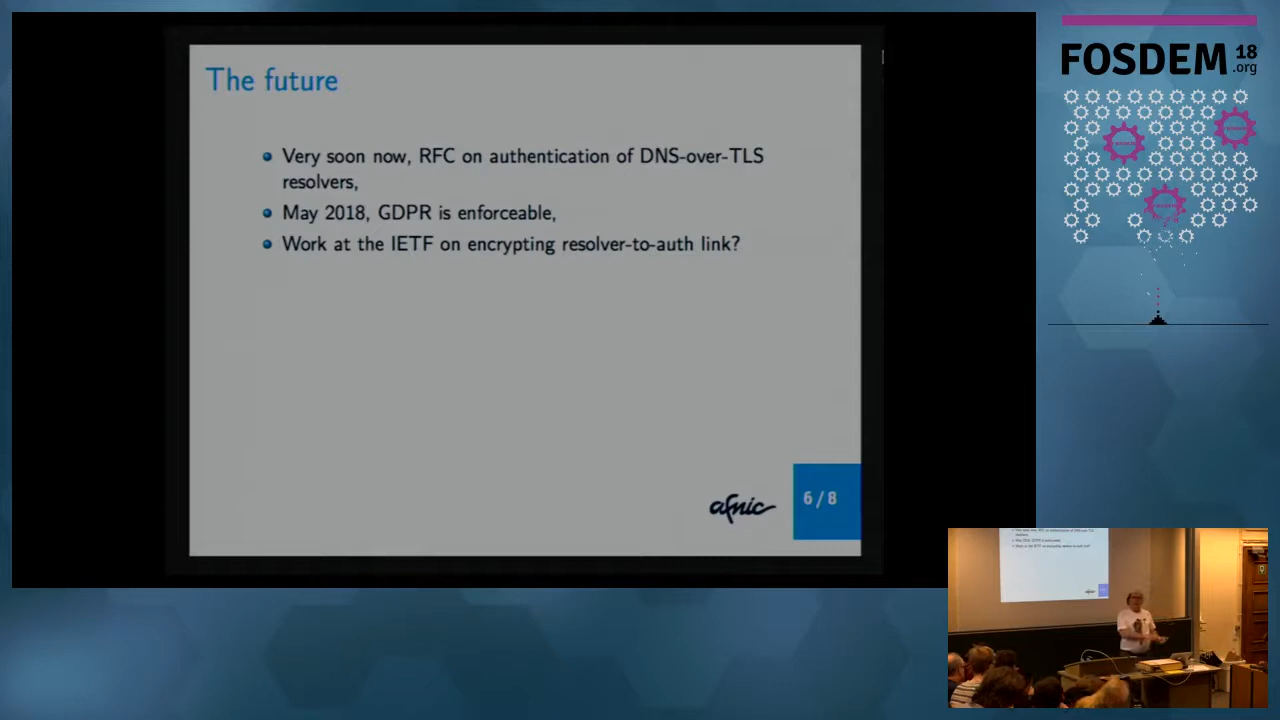 The future
Very soon now, RFC on authentication of DNS-over-TLS
resolvers,
May 2018, GDPR is enforceable,
Work at the IETF on encrypting resolver-to-auth link?
afnic
6 / 8
FOSDEM 18
.org